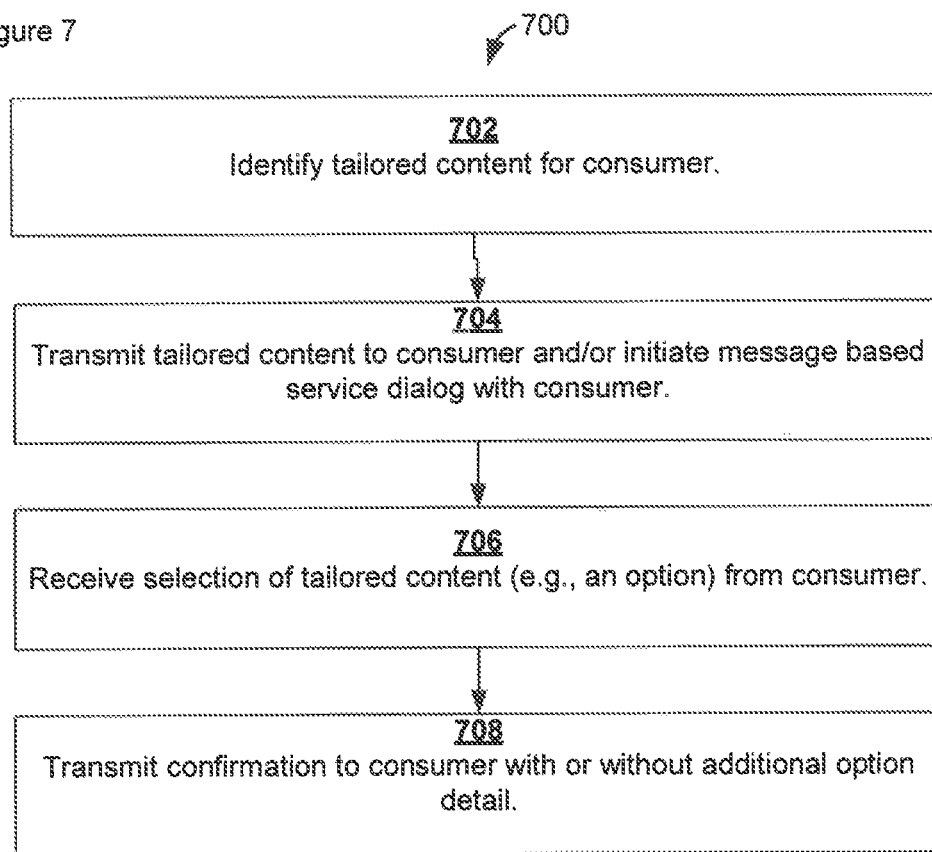 gure 7
700
702
Identify tailored content for consumer.
704
Transmit tailored content to consumer and/or initiate message based
service dialog with consumer.
706
Receive selection of tailored content (e.g., an option) from consumer.
708
Transmit confirmation to consumer with or without additional option
detail.